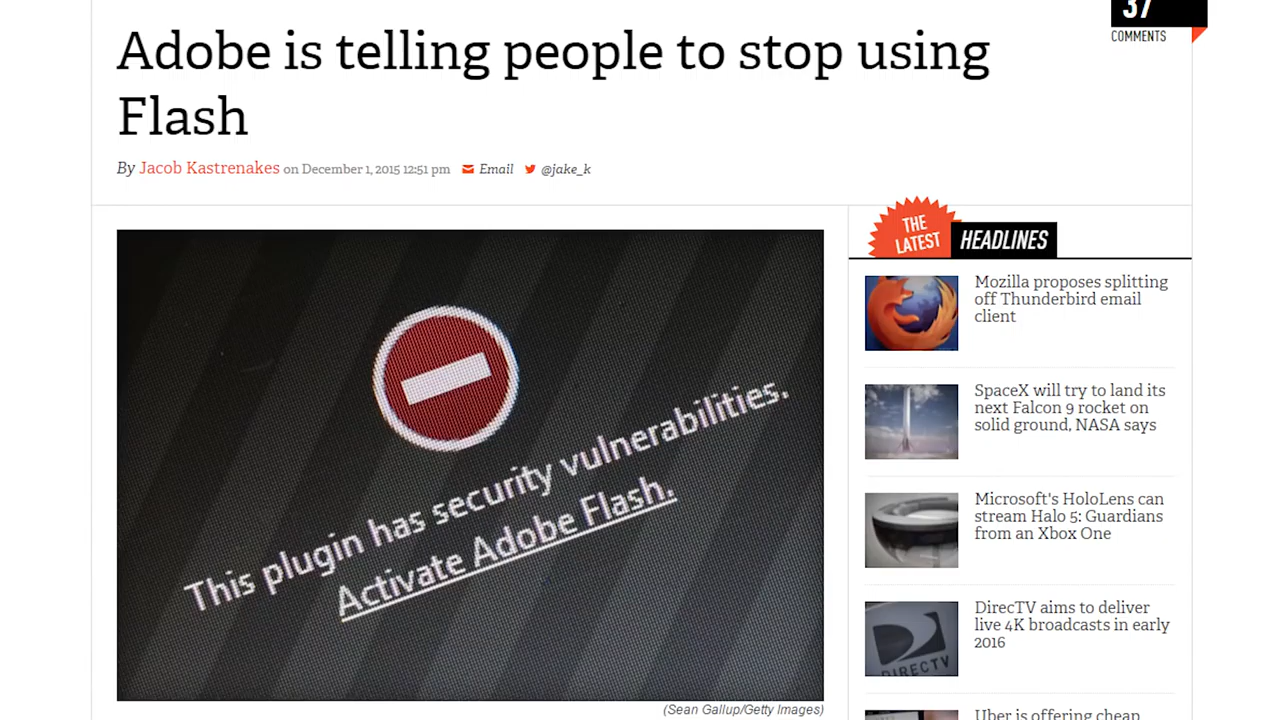 37
COMMENTS
Adobe is telling people to stop using
Flash
By Jacob Kastrenakes on December 1, 2015 12:51 pm Email @jake_k
This plugin has security vulnerabilities.
Activate Adobe Flash.
(Sean Gallup/Getty Images)
THE
LATEST
HEADLINES
Mozilla proposes splitting
off Thunderbird email
client
SpaceX will try to land its
next Falcon 9 rocket on
solid ground, NASA says
Microsoft's HoloLens can
stream Halo 5: Guardians
from an Xbox One
DIRECTV
DirecTV aims to deliver
live 4K broadcasts in early
2016
Uber is offering cheap